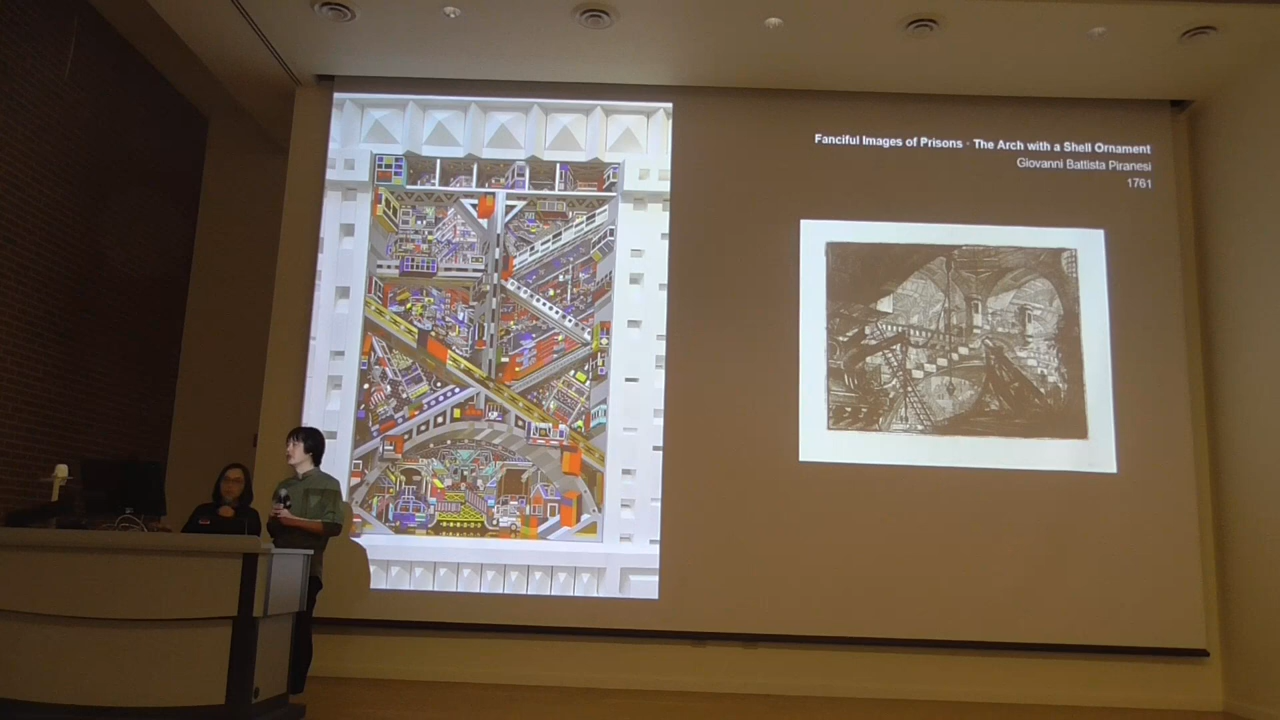 Fanciful Images of Prisons - The Arch with a Shell Ornament
Giovanni Battista Piranesi
1761